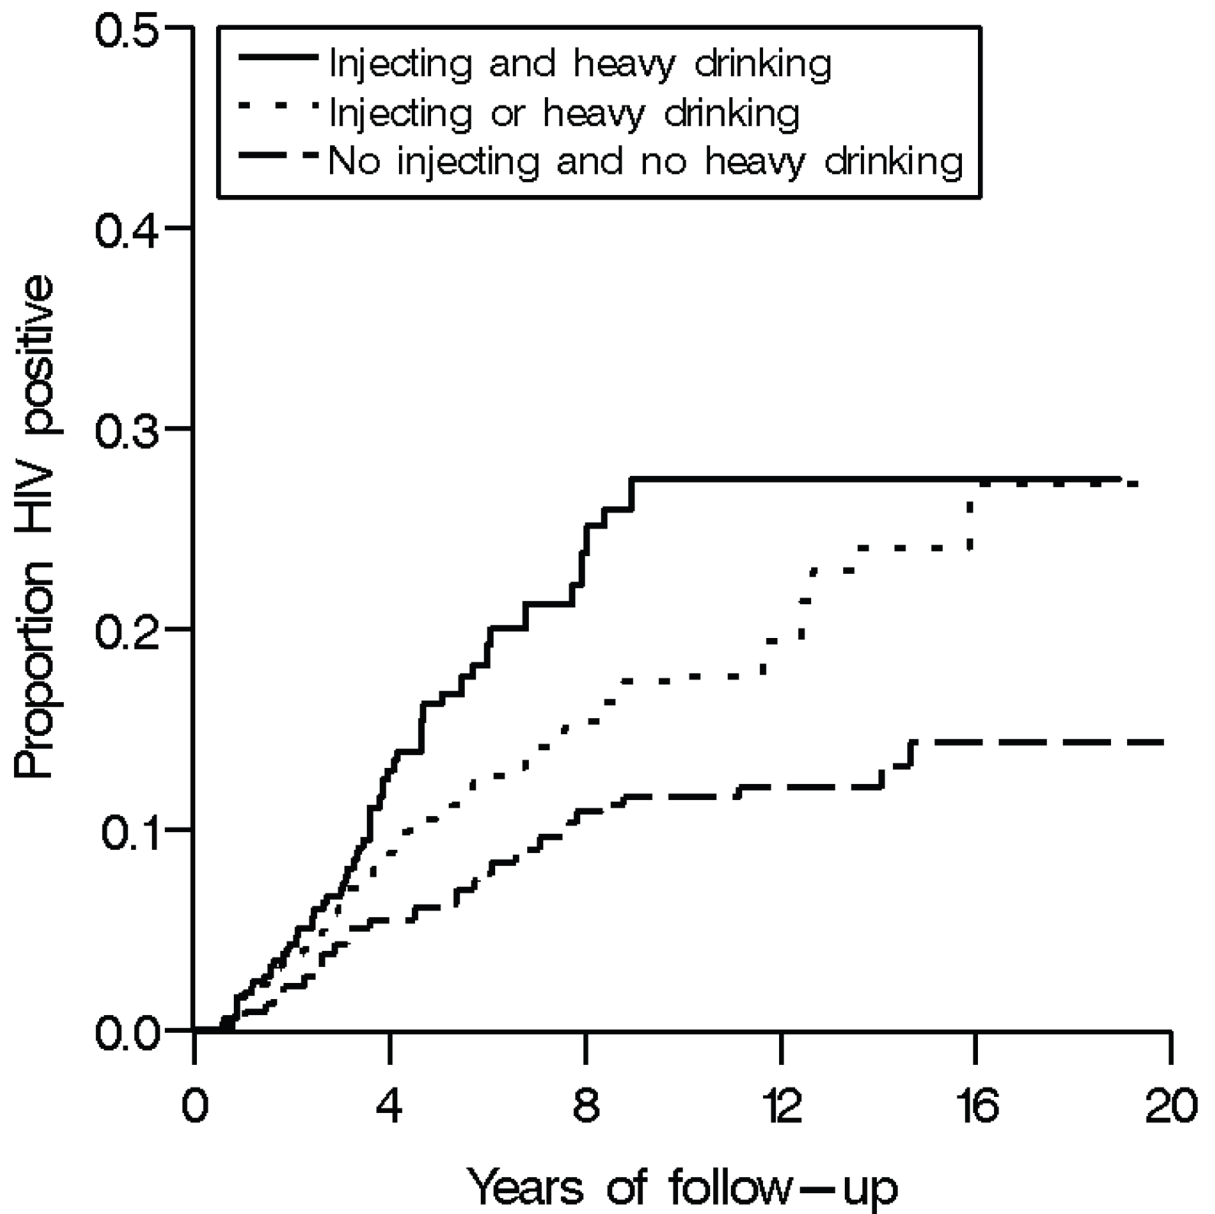 0.5
Injecting and heavy drinking
Injecting or heavy drinking
No injecting and no heavy drinking
0.4
0.3
0.2
0.1
0.0
Proportion HIV positive
0 4 8 12 16 20
Years of follow-up